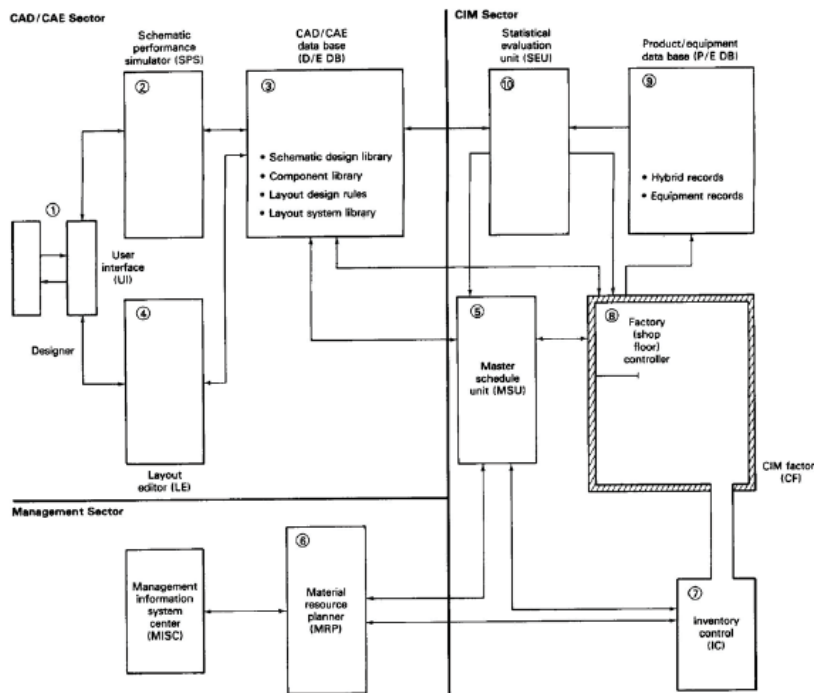 CAD/CAE Sector
Schematic
performance
simulator (SPS)
CAD/CAE
data base
(D/E DB)
②
③
• Schematic design library
• Component library
• Layout design rules
• Layout system library
①
User
interface
(UI)
Designer
④
Layout
editor (LE)
CIM Sector
Statistical
evaluation
unit (SEU)
Product/equipment
data base (P/E DB)
⑩
⑨
• Hybrid records
• Equipment records
⑤
Master
schedule
unit (MSU)
⑧
Factory
(shop
floor)
controller
CIM factor
(CF)
⑦
inventory
control
(IC)
Management Sector
Management
information
system
center
(MISC)
⑥
Material
resource
planner
(MRP)